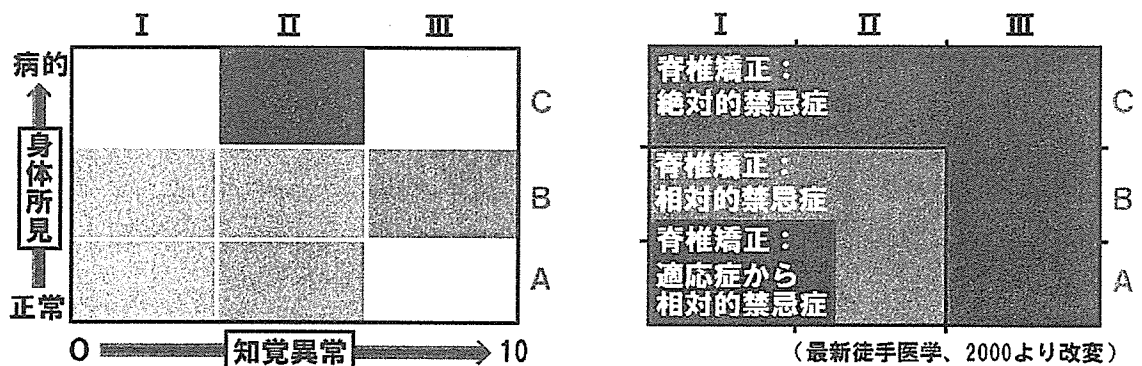 I II III
病的
身体所見
正常
C
B
A
0 知覚異常 10
I II III
脊椎矯正：
絶対的禁忌症
脊椎矯正：
相対的禁忌症
脊椎矯正：
適応症から
相対的禁忌症
C
B
A
（最新徒手医学、2000より改変）